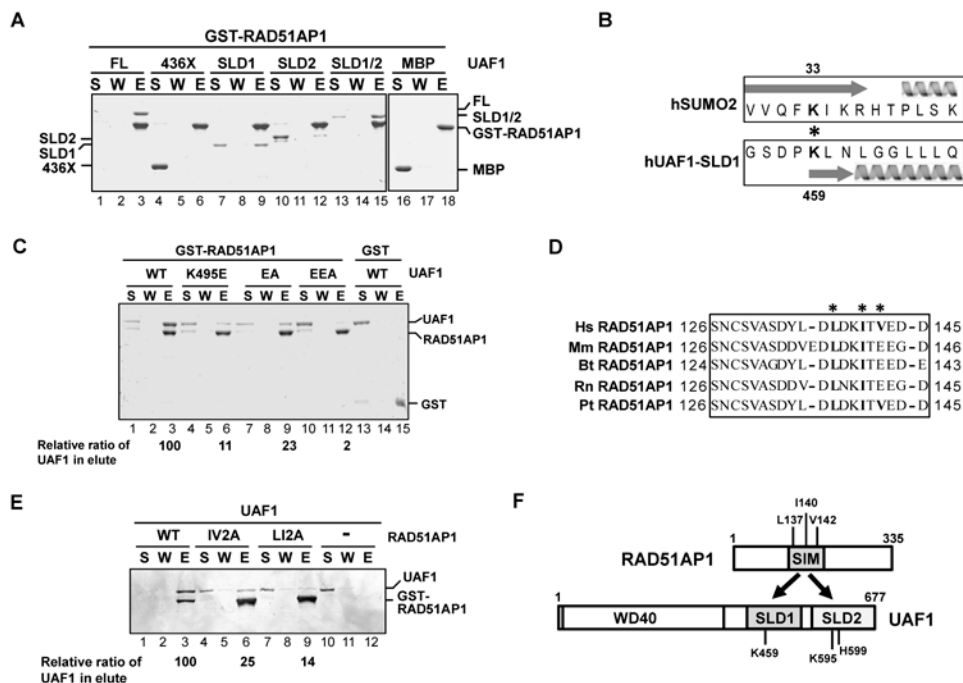 A
GST-RAD51AP1
FL 436X SLD1 SLD2 SLD1/2 MBP UAF1
S W E S W E S W E S W E S W E S W E
FL
SLD1/2
GST-RAD51AP1
SLD2
SLD1
436X
MBP
1 2 3 4 5 6 7 8 9 10 11 12 13 14 15 16 17 18
B
33
hSUMO2 V V Q F K I K R H T P L S K
*
hUAF1-SLD1 G S D P K L N L G G L L L Q
459
C
GST-RAD51AP1 GST
WT K495E EA EEA WT UAF1
S W E S W E S W E S W E S W E
UAF1
RAD51AP1
GST
1 2 3 4 5 6 7 8 9 10 11 12 13 14 15
Relative ratio of
UAF1 in elute 100 11 23 2
D
* * *
Hs RAD51AP1 126 SNCSVASDYL-DLDKITVED-D 145
Mm RAD51AP1 126 SNCSVASDDVEDLDKITEEG-D 146
Bt RAD51AP1 124 SNCSVAGDYL-DLDKITVED-E 143
Rn RAD51AP1 126 SNCSVASDDV-DLNKITEEG-D 145
Pt RAD51AP1 126 SNCSVASDYL-DLDKITVED-D 145
E
UAF1
WT IV2A LI2A - RAD51AP1
S W E S W E S W E S W E
UAF1
GST-
RAD51AP1
1 2 3 4 5 6 7 8 9 10 11 12
Relative ratio of
UAF1 in elute 100 25 14
F
I140
L137 V142
1 335
RAD51AP1 SIM
1 677
WD40 SLD1 SLD2 UAF1
K459 K595 H599